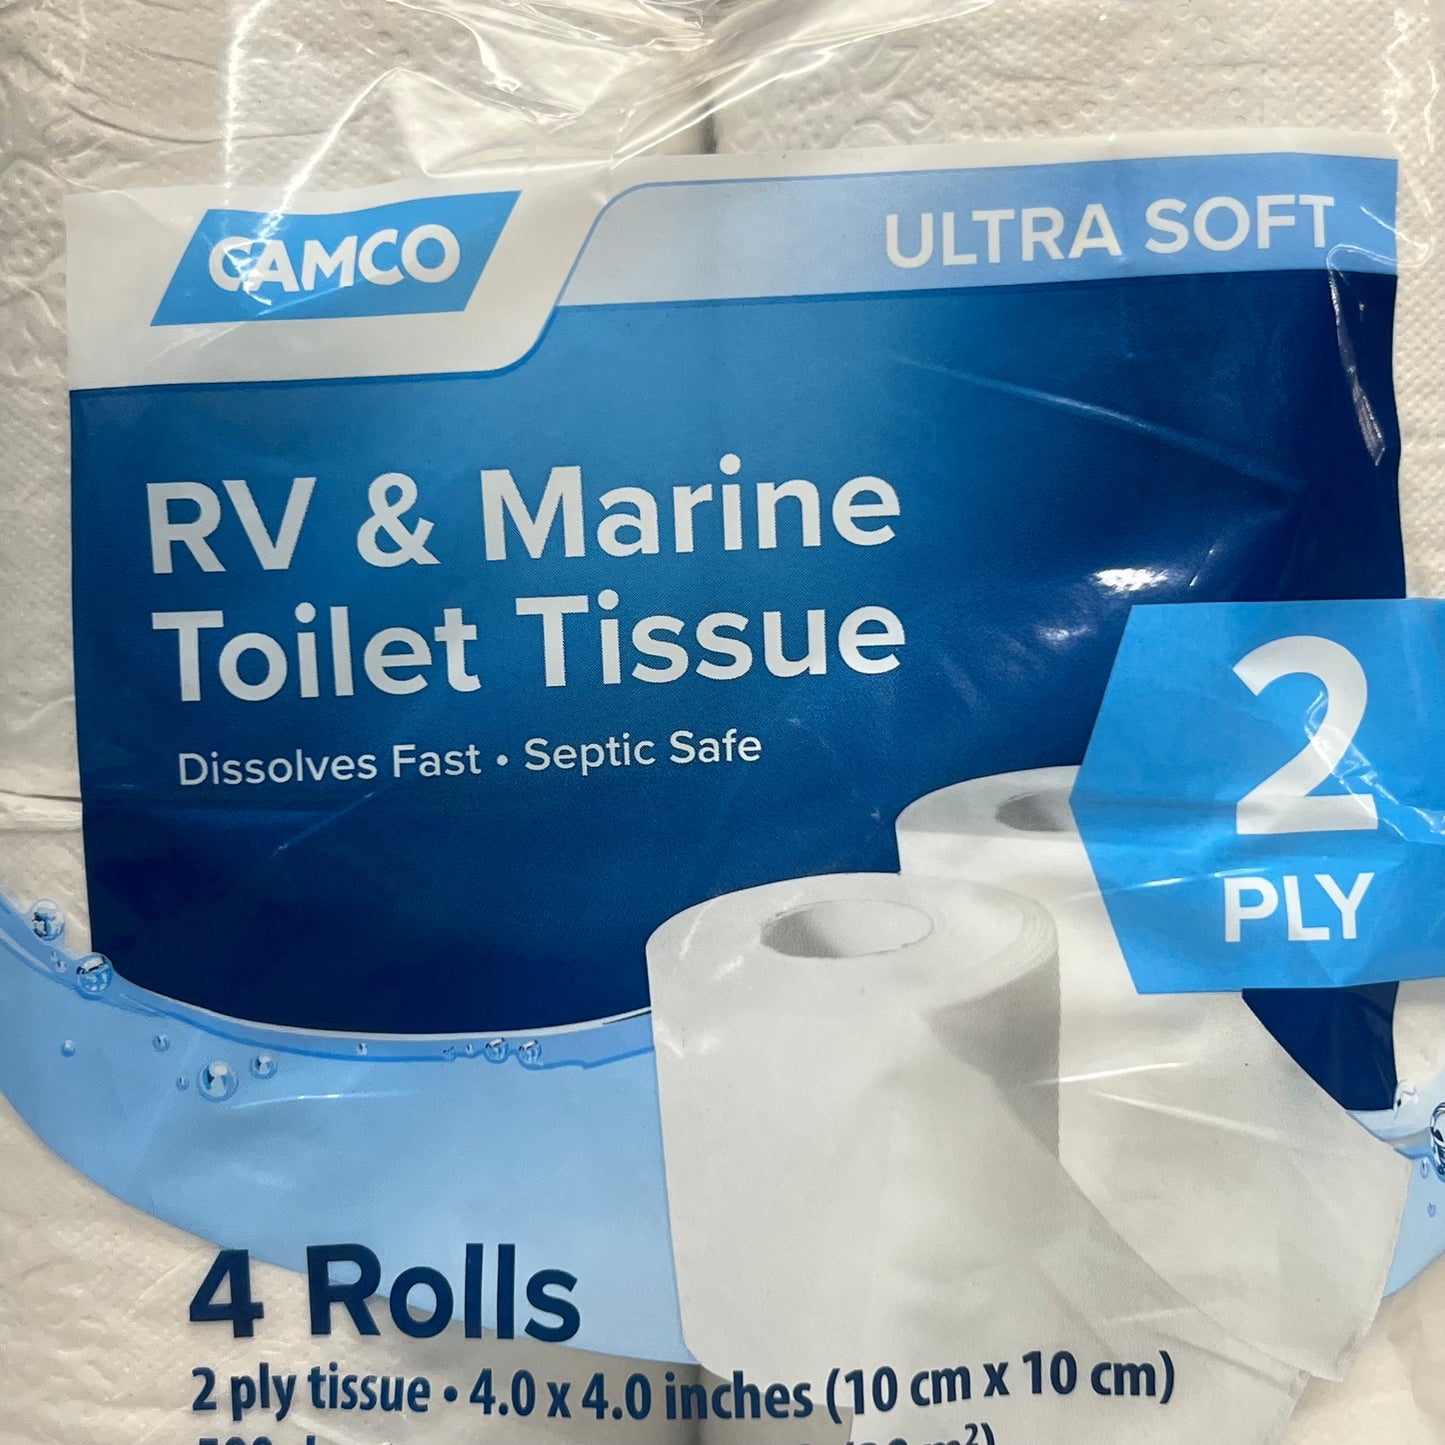 CAMCO
ULTRA SOFT
RV & Marine
Toilet Tissue
Dissolves Fast • Septic Safe
2
PLY
4 Rolls
2 ply tissue • 4.0 x 4.0 inches (10 cm x 10 cm)